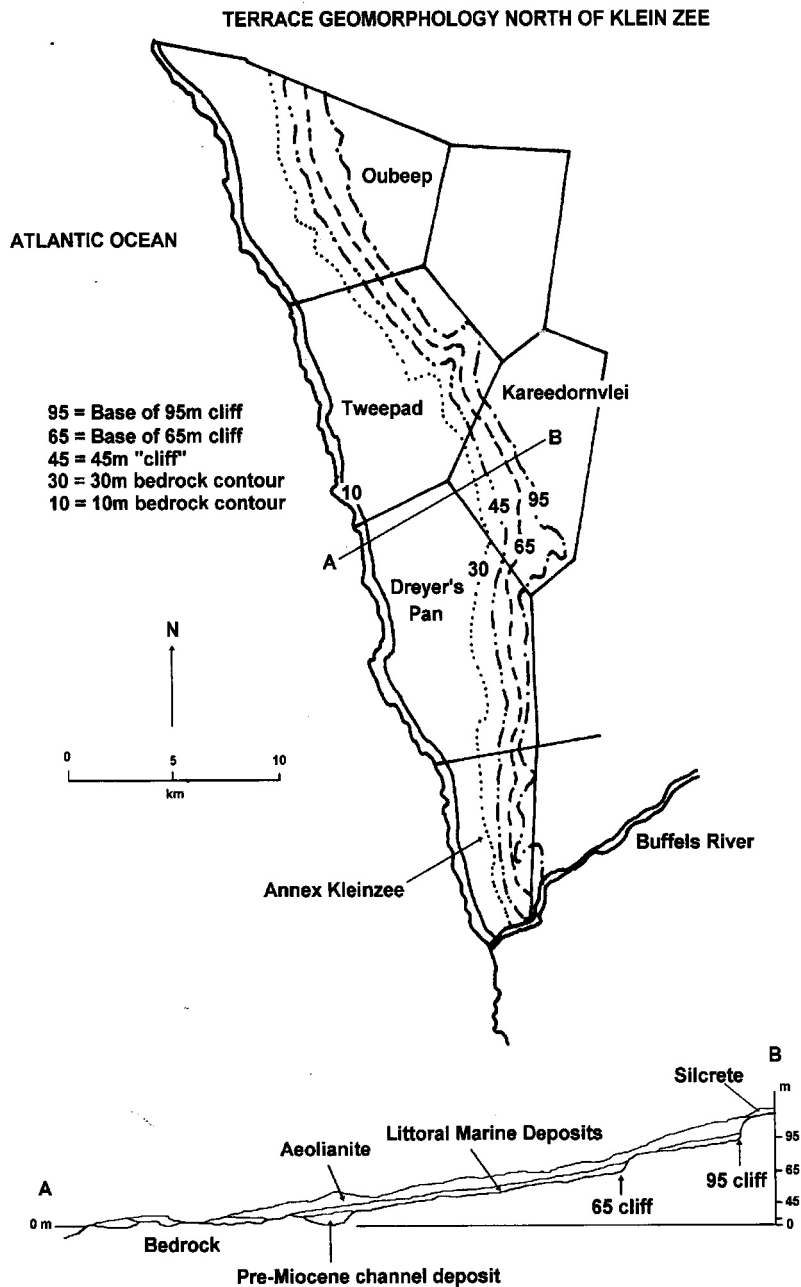 TERRACE GEOMORPHOLOGY NORTH OF KLEIN ZEE
Oubeep
ATLANTIC OCEAN
Kareedornvlei
Tweepad
95 = Base of 95m cliff
65 = Base of 65m cliff
45 = 45m "cliff"
30 = 30m bedrock contour
10 = 10m bedrock contour
B
10
45
95
65
A
30
Dreyer's
Pan
N
0 5 10
km
Buffels River
Annex Kleinzee
B
Silcrete
m
Littoral Marine Deposits
95
Aeolianite
65
A
95 cliff
45
65 cliff
0 m
0
Bedrock
Pre-Miocene channel deposit